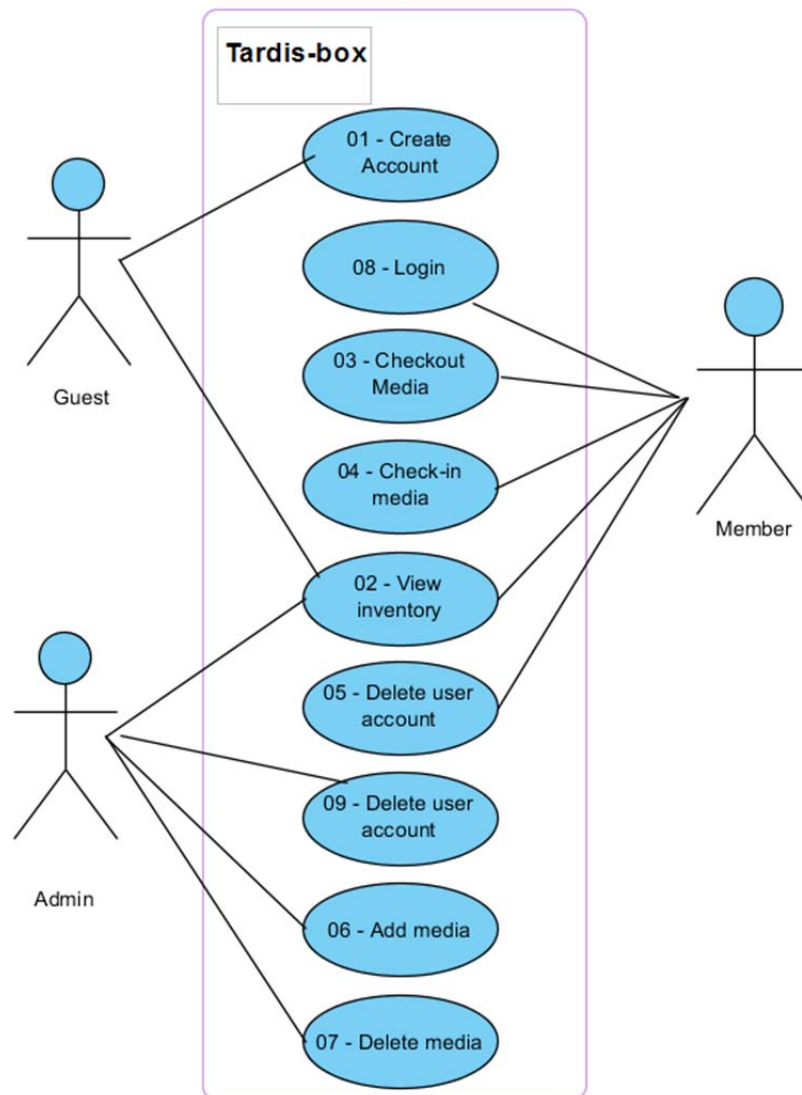 Tardis-box
01 - Create
Account
08 - Login
Guest
03 - Checkout
Media
04 - Check-in
media
Member
02 - View
inventory
05 - Delete user
account
09 - Delete user
account
Admin
06 - Add media
07 - Delete media